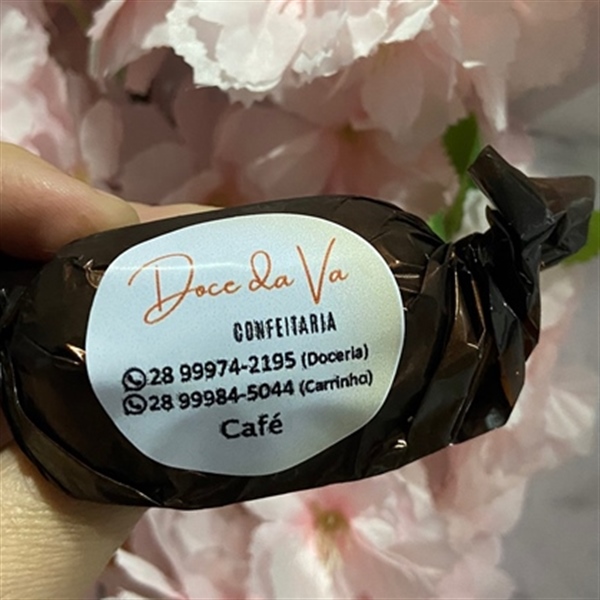 Doce da Va
CONFEITARIA
28 99974-2195 (Doceria)
28 99984-5044 (Carrinho)
Café